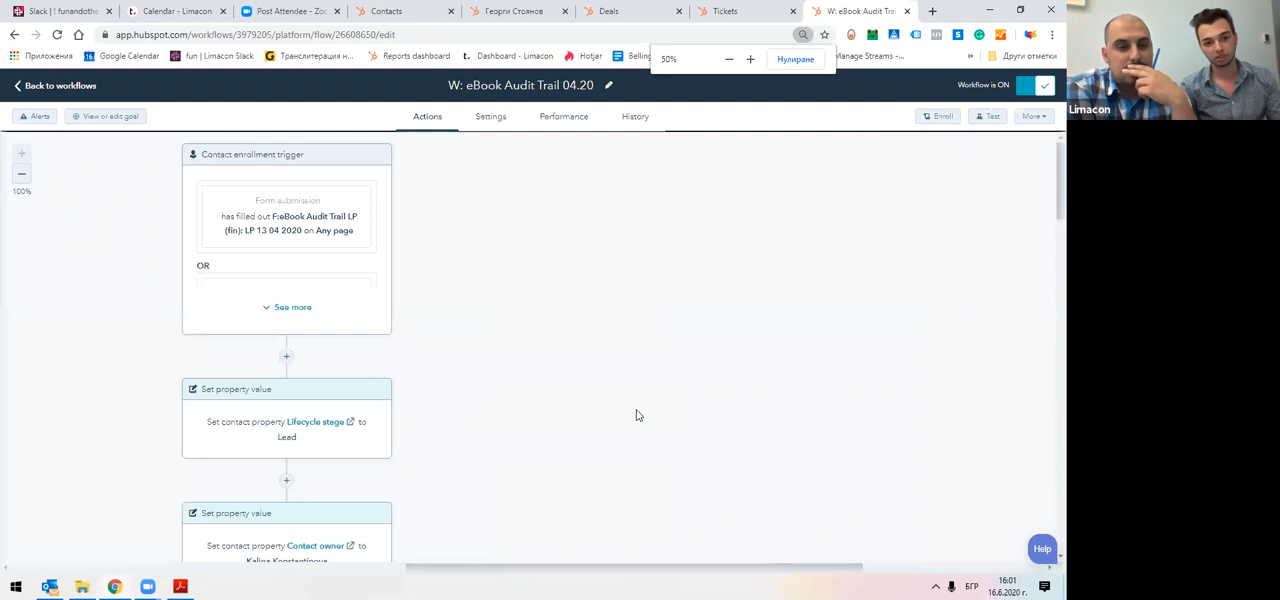 Slack | ! funandothe
Calendar - Limacon
Post Attendee - Zoo
Contacts
Георги Стоянов
Deals
Tickets
W: eBook Audit Trai
app.hubspot.com/workflows/3979205/platform/flow/26608650/edit
Приложения
Google Calendar
fun | Limacon Slack
Транслитерация н...
Reports dashboard
Dashboard - Limacon
Hotjar
Belling
Manage Streams -...
»
Други отметки
50%
Нулиране
Back to workflows
W: eBook Audit Trail 04.20
Workflow is ON
Limacon
Alerts
View or edit goal
Actions
Settings
Performance
History
Enroll
Test
More
100%
Contact enrollment trigger
Form submission
has filled out F:eBook Audit Trail LP
(fin): LP 13 04 2020 on Any page
OR
See more
Set property value
Set contact property Lifecycle stage to
Lead
Set property value
Set contact property Contact owner to
Kalina Konstantinova
Help
БГР
16:01
16.6.2020 г.